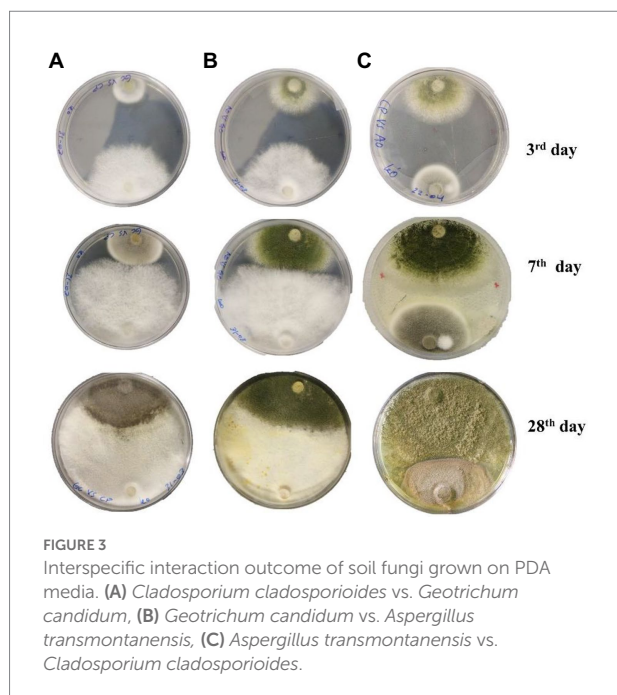 A
B
C
3rd day
7th day
28th day
FIGURE 3
Interspecific interaction outcome of soil fungi grown on PDA
media. (A) Cladosporium cladosporioides vs. Geotrichum
candidum, (B) Geotrichum candidum vs. Aspergillus
transmontanensis, (C) Aspergillus transmontanensis vs.
Cladosporium cladosporioides.